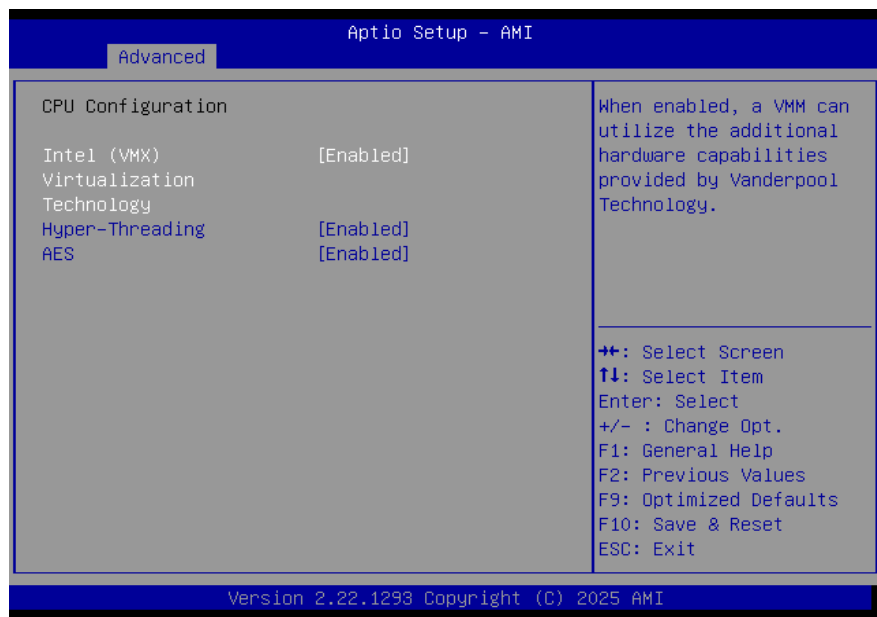 Aptio Setup – AMI
Advanced
CPU Configuration
Intel (VMX) [Enabled]
Virtualization
Technology
Hyper-Threading [Enabled]
AES [Enabled]
When enabled, a VMM can
utilize the additional
hardware capabilities
provided by Vanderpool
Technology.
→←: Select Screen
↑↓: Select Item
Enter: Select
+/- : Change Opt.
F1: General Help
F2: Previous Values
F9: Optimized Defaults
F10: Save & Reset
ESC: Exit
Version 2.22.1293 Copyright (C) 2025 AMI